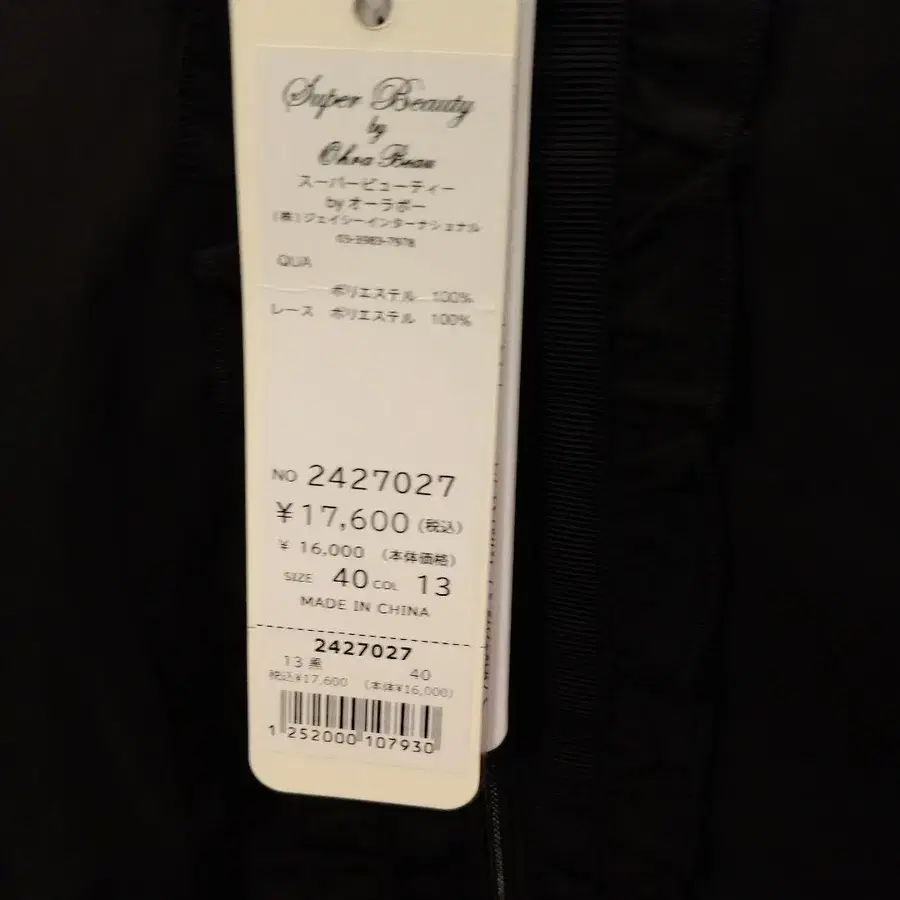 Super Beauty
by
Ohra Beau
スーパービューティー
by オーラボー
(株)ジェイシーインターナショナル
03-3983-7978
QUA
ポリエステル 100%
レース ポリエステル 100%
NO 2427027
¥17,600 (税込)
¥ 16,000 (本体価格)
SIZE 40 COL 13
MADE IN CHINA
2427027
13 黒 40
税込¥17,600 (本体¥16,000)
1 252000 107930